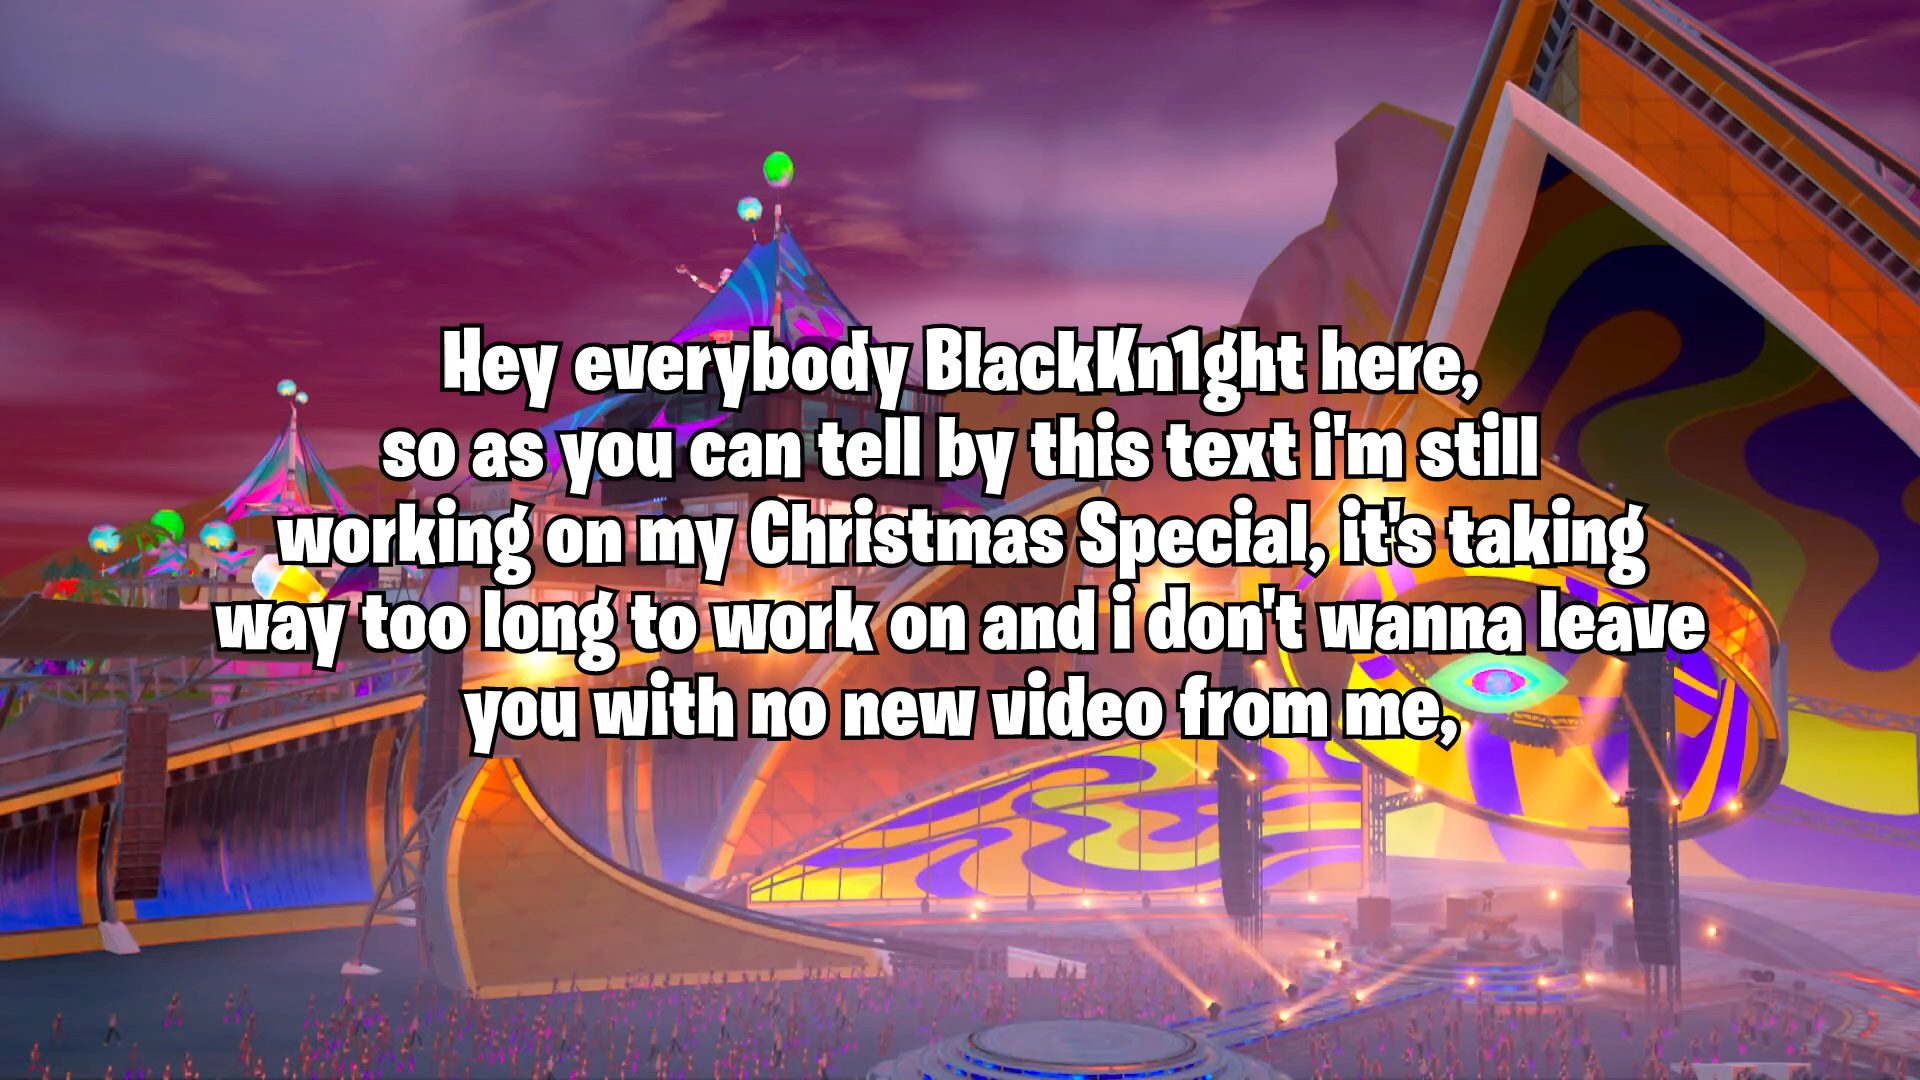 Hey everybody BlackKn1ght here,
so as you can tell by this text i'm still
working on my Christmas Special, it's taking
way too long to work on and i don't wanna leave
you with no new video from me,